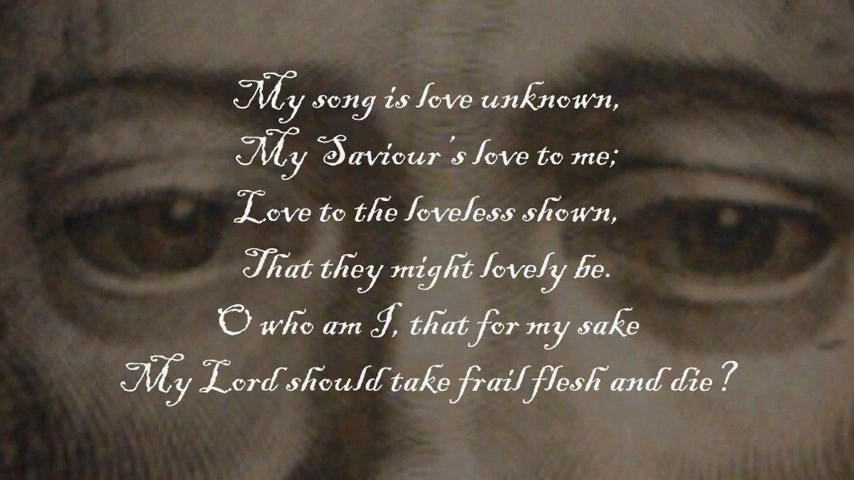 My song is love unknown,
My Saviour's love to me;
Love to the loveless shown,
That they might lovely be.
O who am I, that for my sake
My Lord should take frail flesh and die?